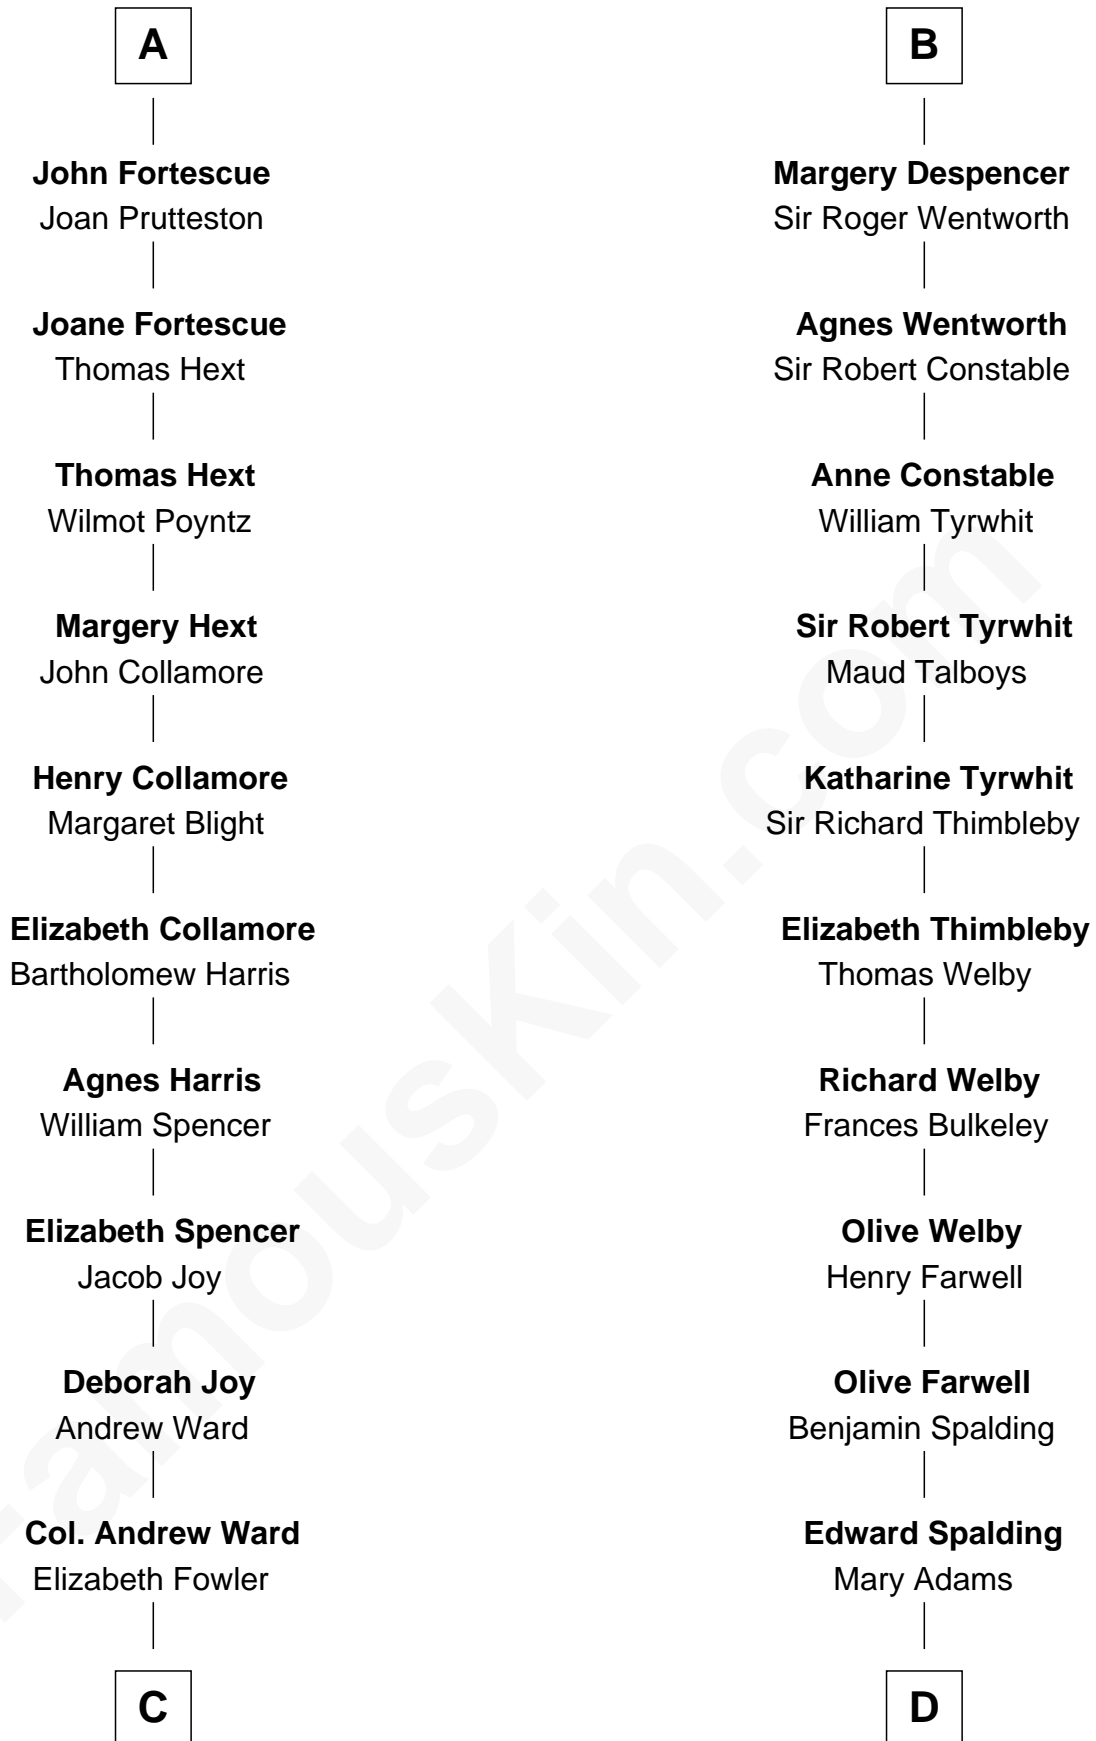 A
John Fortescue
Joan Prutteston
Joane Fortescue
Thomas Hext
Thomas Hext
Wilmot Poyntz
Margery Hext
John Collamore
Henry Collamore
Margaret Blight
Elizabeth Collamore
Bartholomew Harris
Agnes Harris
William Spencer
Elizabeth Spencer
Jacob Joy
Deborah Joy
Andrew Ward
Col. Andrew Ward
Elizabeth Fowler
C
B
Margery Despencer
Sir Roger Wentworth
Agnes Wentworth
Sir Robert Constable
Anne Constable
William Tyrwhit
Sir Robert Tyrwhit
Maud Talboys
Katharine Tyrwhit
Sir Richard Thimbleby
Elizabeth Thimbleby
Thomas Welby
Richard Welby
Frances Bulkeley
Olive Welby
Henry Farwell
Olive Farwell
Benjamin Spalding
Edward Spalding
Mary Adams
D
FamousKin.com